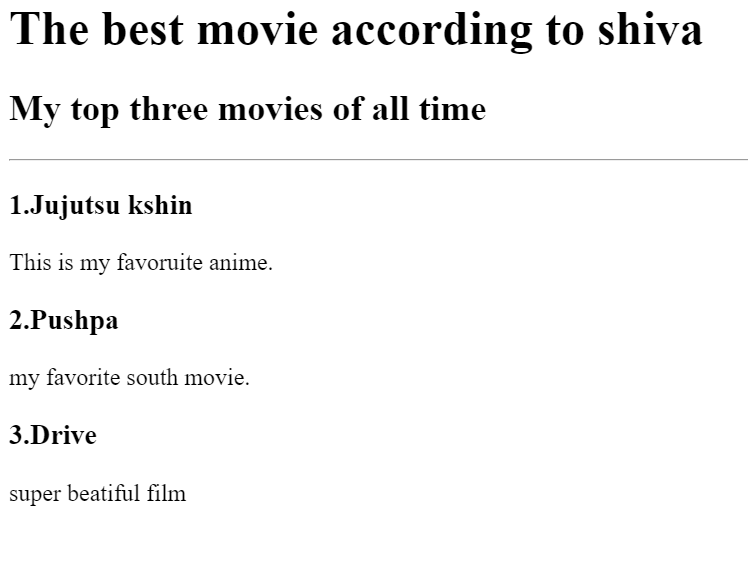 The best movie according to shiva
My top three movies of all time
1.Jujutsu kshin
This is my favoruite anime.
2.Pushpa
my favorite south movie.
3.Drive
super beatiful film